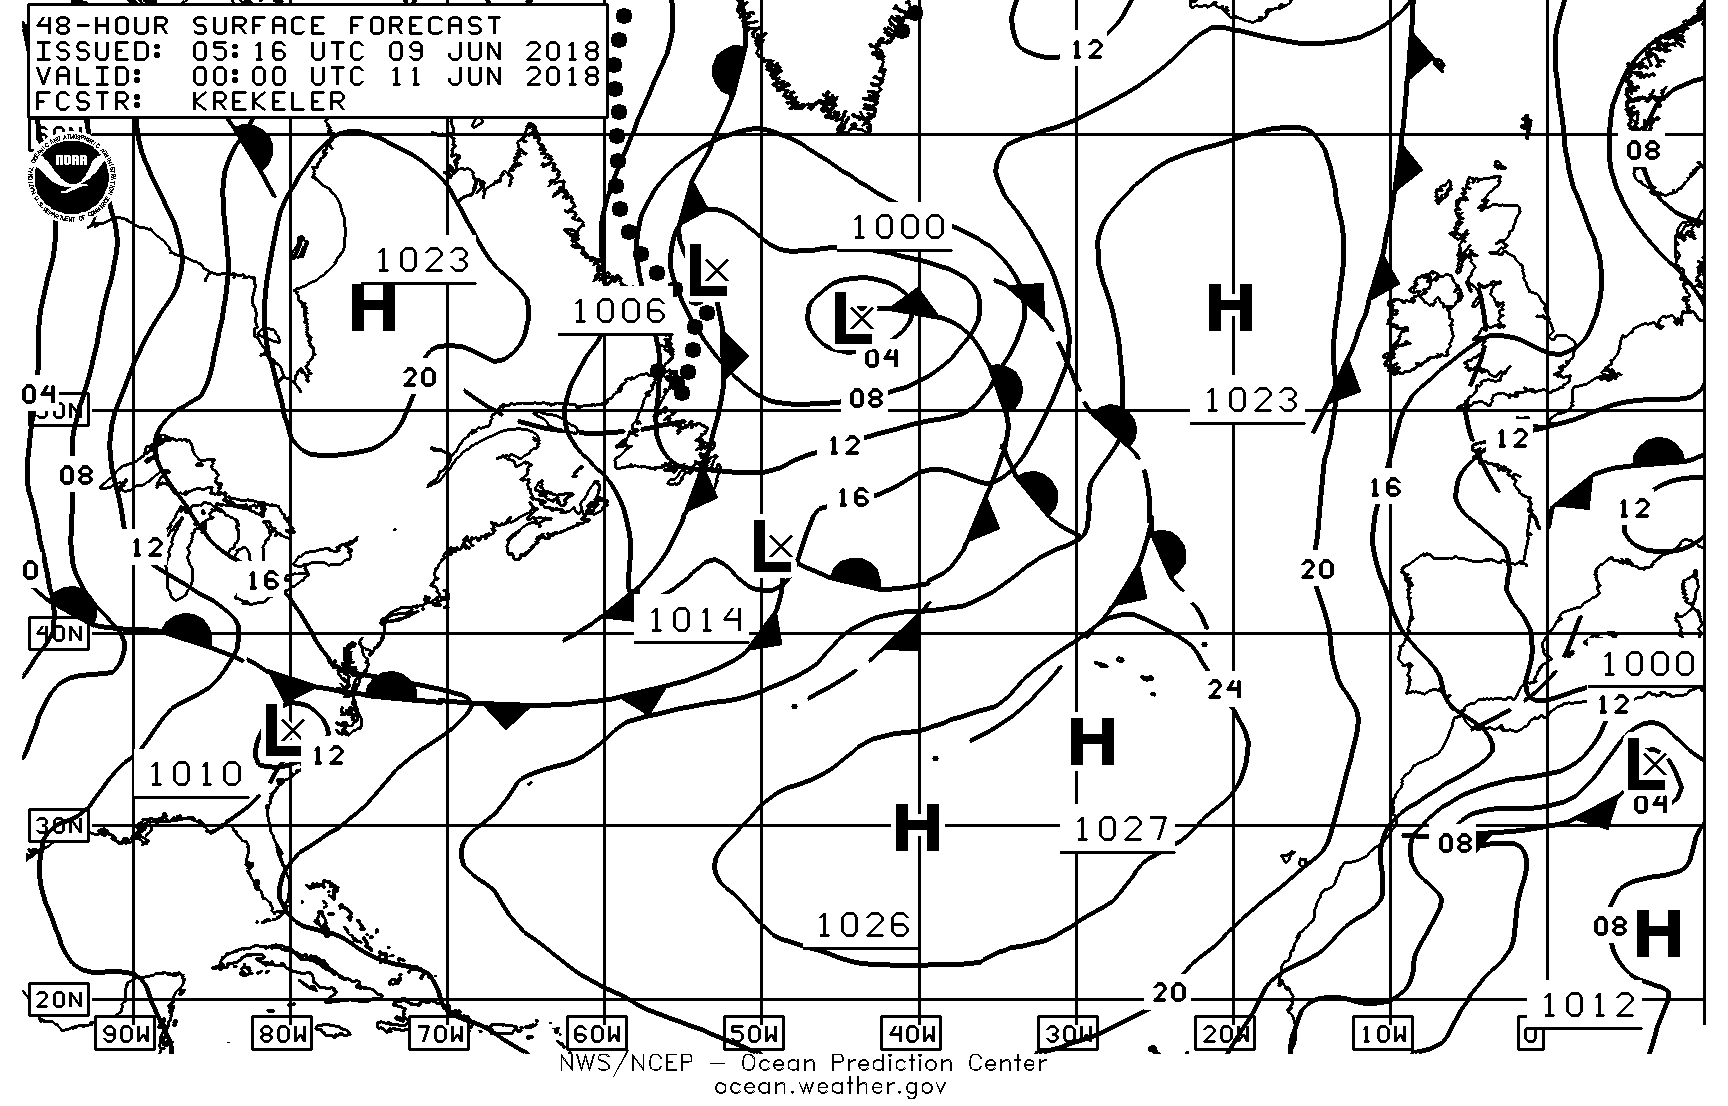 48-HOUR SURFACE FORECAST
ISSUED: 05:16 UTC 09 JUN 2018
VALID: 00:00 UTC 11 JUN 2018
FCSTR: KREKELER
12
NOAA
08
1000
1023
H
L
1006
L
H
04
20
04
08
1023
12
12
08
16
16
12
12
L
0
16
20
1014
40N
1000
24
12
L
12
H
L
1010
04
30N
H
1027
08
1026
08
H
20
20N
1012
90W
80W
70W
60W
50W
40W
30W
20W
10W
0
NWS/NCEP – Ocean Prediction Center
ocean.weather.gov